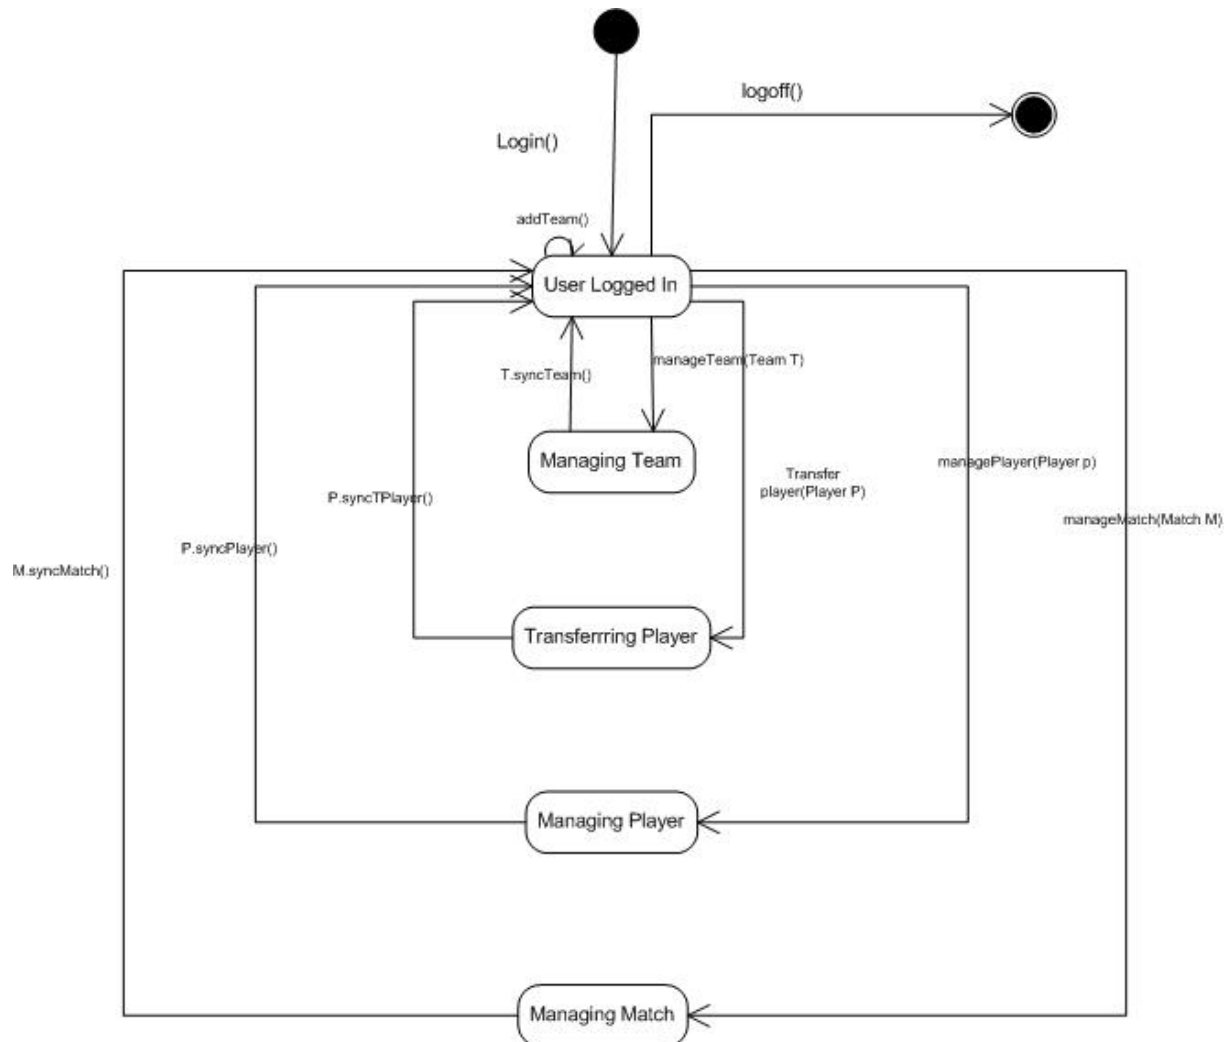 logoff()
Login()
addTeam()
User Logged In
manageTeam(Team T)
T.syncTeam()
Managing Team
managePlayer(Player p)
Transfer
player(Player P)
P.syncTPlayer()
manageMatch(Match M)
P.syncPlayer()
M.syncMatch()
Transferrring Player
Managing Player
Managing Match